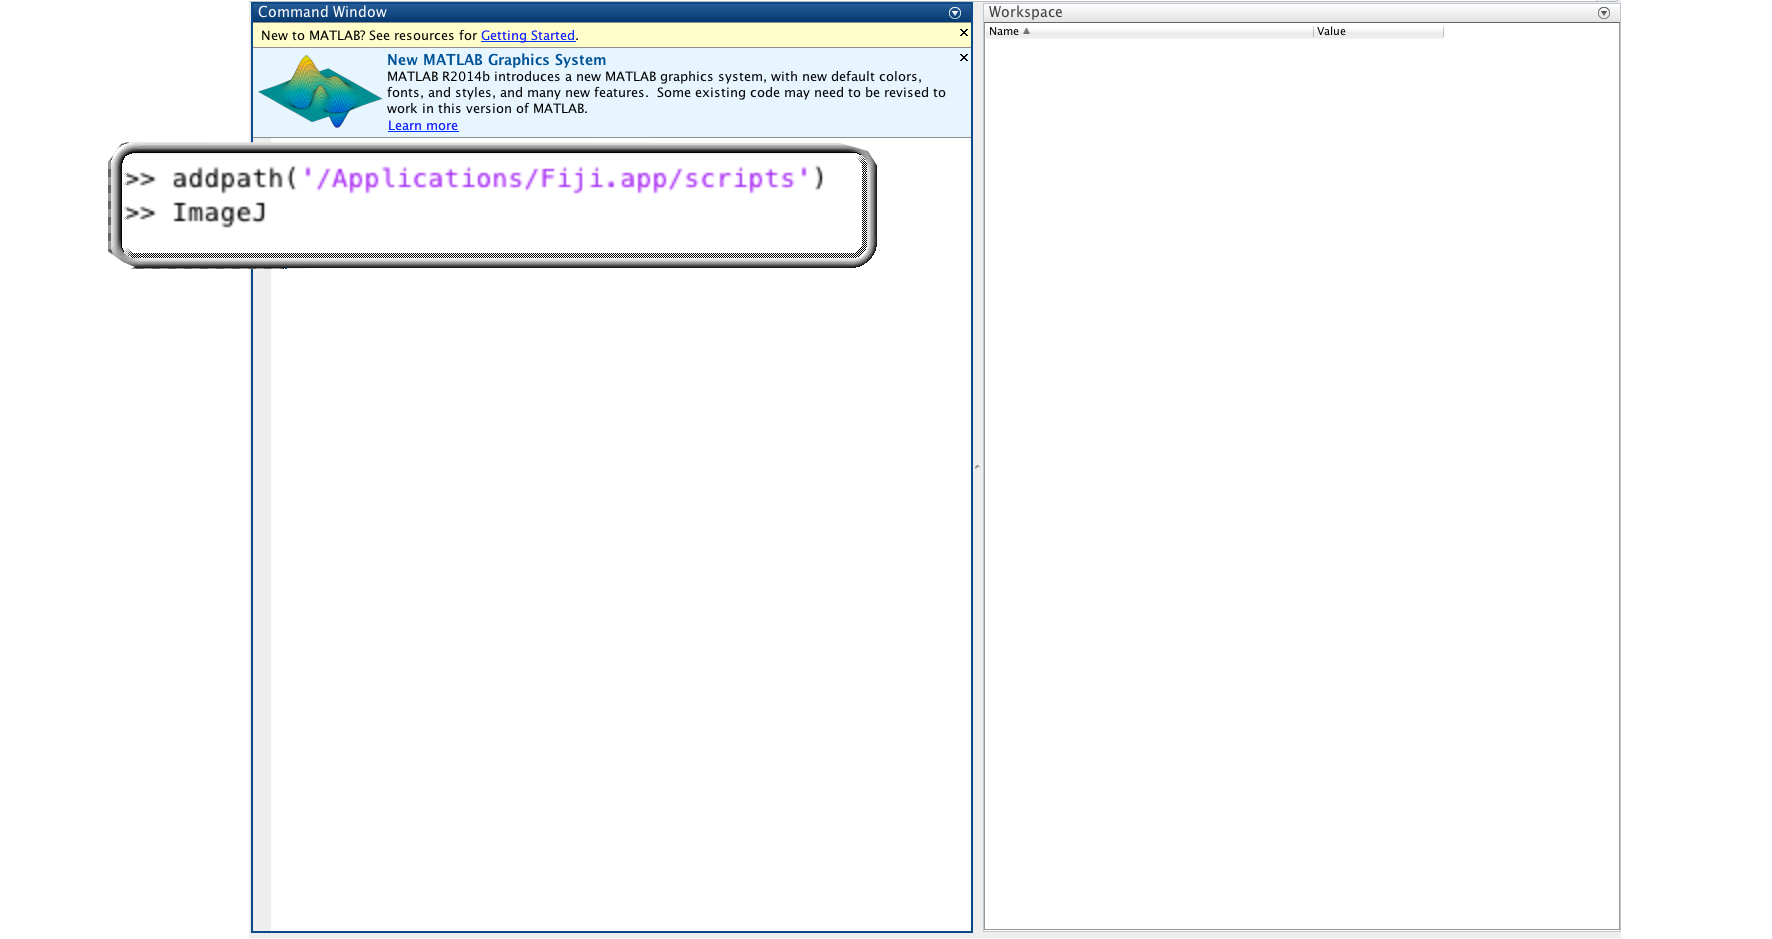 Command Window
New to MATLAB? See resources for Getting Started.
New MATLAB Graphics System
MATLAB R2014b introduces a new MATLAB graphics system, with new default colors,
fonts, and styles, and many new features.  Some existing code may need to be revised to
work in this version of MATLAB.
Learn more
>> addpath('/Applications/Fiji.app/scripts')
>> ImageJ
Workspace
Name Value